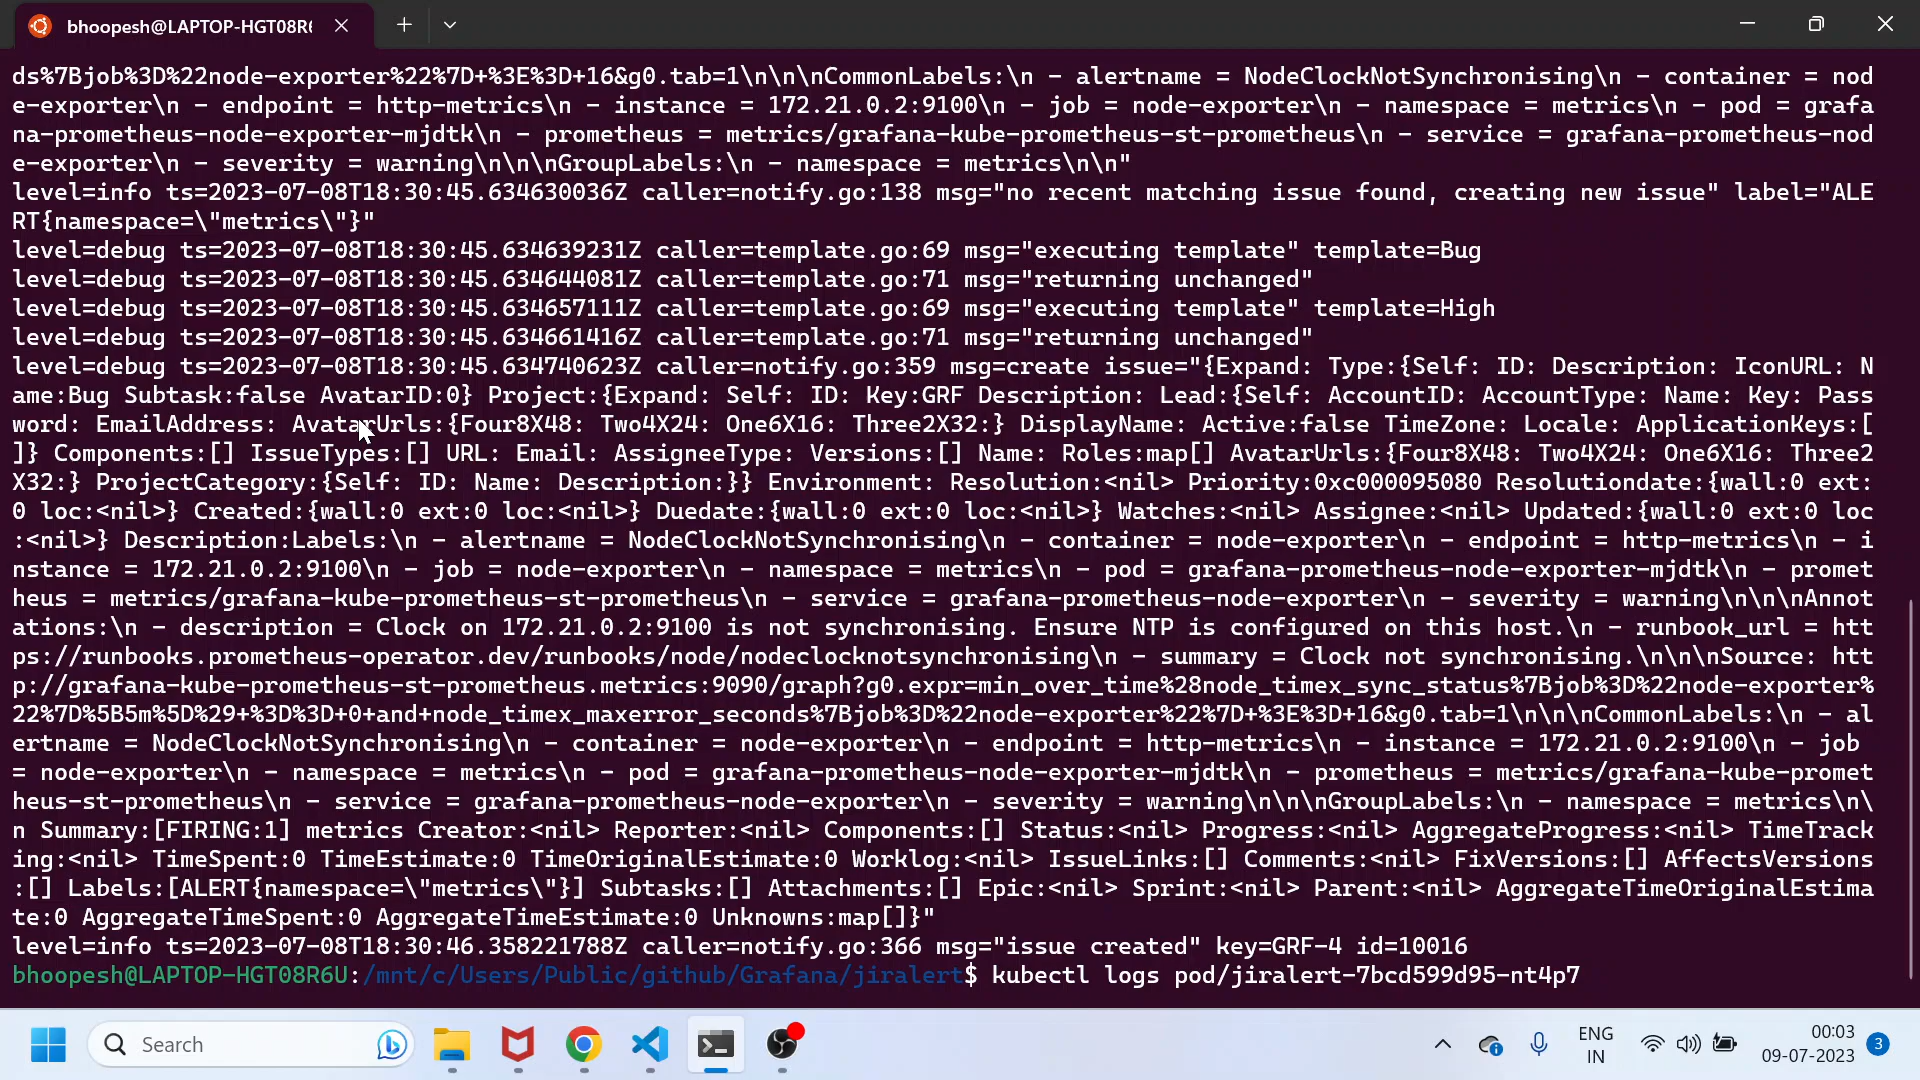 bhoopesh@LAPTOP-HGT08R6
ds%7Bjob%3D%22node-exporter%22%7D+%3E%3D+16&g0.tab=1\n\n\nCommonLabels:\n - alertname = NodeClockNotSynchronising\n - container = nod
e-exporter\n - endpoint = http-metrics\n - instance = 172.21.0.2:9100\n - job = node-exporter\n - namespace = metrics\n - pod = grafa
na-prometheus-node-exporter-mjdtk\n - prometheus = metrics/grafana-kube-prometheus-st-prometheus\n - service = grafana-prometheus-nod
e-exporter\n - severity = warning\n\n\nGroupLabels:\n - namespace = metrics\n\n"
level=info ts=2023-07-08T18:30:45.634630036Z caller=notify.go:138 msg="no recent matching issue found, creating new issue" label="ALE
RT{namespace=\"metrics\"}"
level=debug ts=2023-07-08T18:30:45.634639231Z caller=template.go:69 msg="executing template" template=Bug
level=debug ts=2023-07-08T18:30:45.634644081Z caller=template.go:71 msg="returning unchanged"
level=debug ts=2023-07-08T18:30:45.634657111Z caller=template.go:69 msg="executing template" template=High
level=debug ts=2023-07-08T18:30:45.634661416Z caller=template.go:71 msg="returning unchanged"
level=debug ts=2023-07-08T18:30:45.634740623Z caller=notify.go:359 msg=create issue="{Expand: Type:{Self: ID: Description: IconURL: N
ame:Bug Subtask:false AvatarID:0} Project:{Expand: Self: ID: Key:GRF Description: Lead:{Self: AccountID: AccountType: Name: Key: Pass
word: EmailAddress: AvatarUrls:{Four8X48: Two4X24: One6X16: Three2X32:} DisplayName: Active:false TimeZone: Locale: ApplicationKeys:[
]} Components:[] IssueTypes:[] URL: Email: AssigneeType: Versions:[] Name: Roles:map[] AvatarUrls:{Four8X48: Two4X24: One6X16: Three2
X32:} ProjectCategory:{Self: ID: Name: Description:}} Environment: Resolution:<nil> Priority:0xc000095080 Resolutiondate:{wall:0 ext:
0 loc:<nil>} Created:{wall:0 ext:0 loc:<nil>} Duedate:{wall:0 ext:0 loc:<nil>} Watches:<nil> Assignee:<nil> Updated:{wall:0 ext:0 loc
:<nil>} Description:Labels:\n - alertname = NodeClockNotSynchronising\n - container = node-exporter\n - endpoint = http-metrics\n - i
nstance = 172.21.0.2:9100\n - job = node-exporter\n - namespace = metrics\n - pod = grafana-prometheus-node-exporter-mjdtk\n - promet
heus = metrics/grafana-kube-prometheus-st-prometheus\n - service = grafana-prometheus-node-exporter\n - severity = warning\n\n\nAnnot
ations:\n - description = Clock on 172.21.0.2:9100 is not synchronising. Ensure NTP is configured on this host.\n - runbook_url = htt
ps://runbooks.prometheus-operator.dev/runbooks/node/nodeclocknotsynchronising\n - summary = Clock not synchronising.\n\n\nSource: htt
p://grafana-kube-prometheus-st-prometheus.metrics:9090/graph?g0.expr=min_over_time%28node_timex_sync_status%7Bjob%3D%22node-exporter%
22%7D%5B5m%5D%29+%3D%3D+0+and+node_timex_maxerror_seconds%7Bjob%3D%22node-exporter%22%7D+%3E%3D+16&g0.tab=1\n\n\nCommonLabels:\n - al
ertname = NodeClockNotSynchronising\n - container = node-exporter\n - endpoint = http-metrics\n - instance = 172.21.0.2:9100\n - job
= node-exporter\n - namespace = metrics\n - pod = grafana-prometheus-node-exporter-mjdtk\n - prometheus = metrics/grafana-kube-promet
heus-st-prometheus\n - service = grafana-prometheus-node-exporter\n - severity = warning\n\n\nGroupLabels:\n - namespace = metrics\n\
n Summary:[FIRING:1] metrics Creator:<nil> Reporter:<nil> Components:[] Status:<nil> Progress:<nil> AggregateProgress:<nil> TimeTrack
ing:<nil> TimeSpent:0 TimeEstimate:0 TimeOriginalEstimate:0 Worklog:<nil> IssueLinks:[] Comments:<nil> FixVersions:[] AffectsVersions
:[] Labels:[ALERT{namespace=\"metrics\"}] Subtasks:[] Attachments:[] Epic:<nil> Sprint:<nil> Parent:<nil> AggregateTimeOriginalEstima
te:0 AggregateTimeSpent:0 AggregateTimeEstimate:0 Unknowns:map[]}"
level=info ts=2023-07-08T18:30:46.358221788Z caller=notify.go:366 msg="issue created" key=GRF-4 id=10016
bhoopesh@LAPTOP-HGT08R6U:/mnt/c/Users/Public/github/Grafana/jiralert$ kubectl logs pod/jiralert-7bcd599d95-nt4p7
Search
ENG
IN
00:03
09-07-2023
3